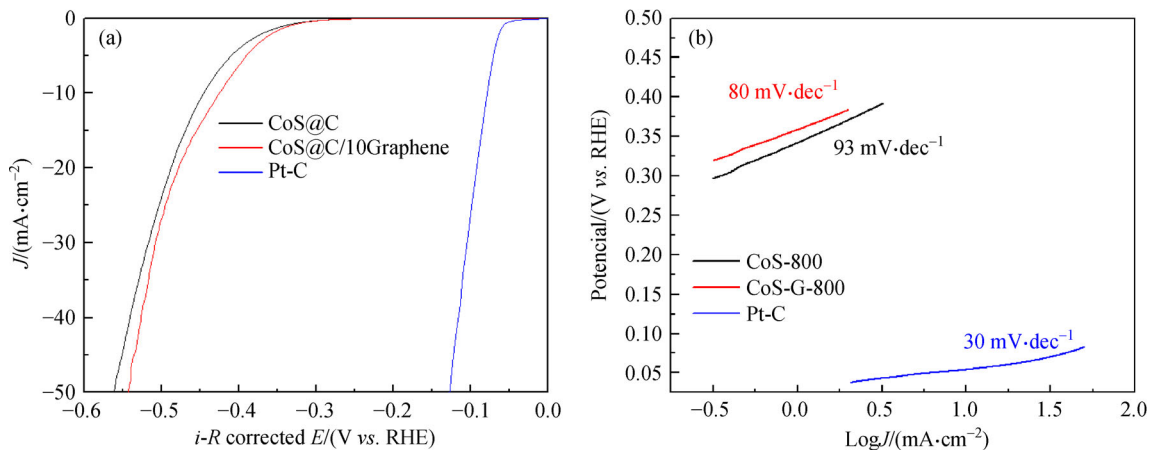 (a)
0
−10
−20
−30
−40
−50
J/(mA•cm⁻²)
CoS@C
CoS@C/10Graphene
Pt-C
−0.6 −0.5 −0.4 −0.3 −0.2 −0.1 0.0
i-R corrected E/(V vs. RHE)
(b)
0.50
0.45
0.40
0.35
0.30
0.25
0.20
0.15
0.10
0.05
Potencial/(V vs. RHE)
80 mV•dec⁻¹
93 mV•dec⁻¹
CoS-800
CoS-G-800
Pt-C
30 mV•dec⁻¹
−0.5 0.0 0.5 1.0 1.5 2.0
LogJ/(mA•cm⁻²)